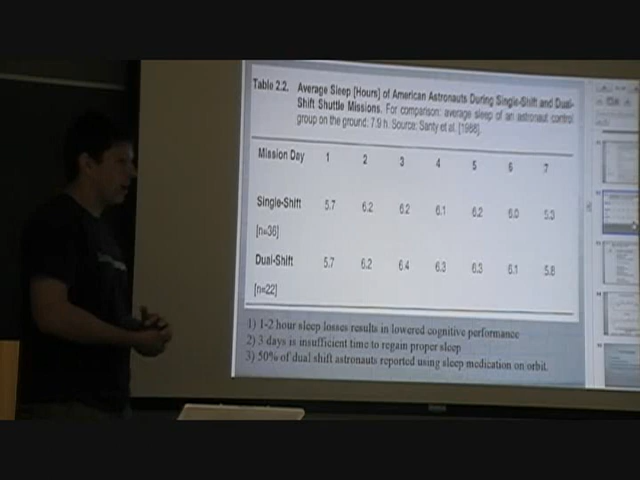 Table 2.2. Average Sleep [Hours] of American Astronauts During Single-Shift and Dual-
Shift Shuttle Missions. For comparison: average sleep of an astronaut control
group on the ground: 7.9 h. Source: Santy et al. [1988].
Mission Day 1 2 3 4 5 6 7
Single-Shift 5.7 6.2 6.2 6.1 6.2 6.0 5.3
[n=36]
Dual-Shift 5.7 6.2 6.4 6.3 6.3 6.1 5.8
[n=22]
1) 1-2 hour sleep losses results in lowered cognitive performance
2) 3 days is insufficient time to regain proper sleep
3) 50% of dual shift astronauts reported using sleep medication on orbit.